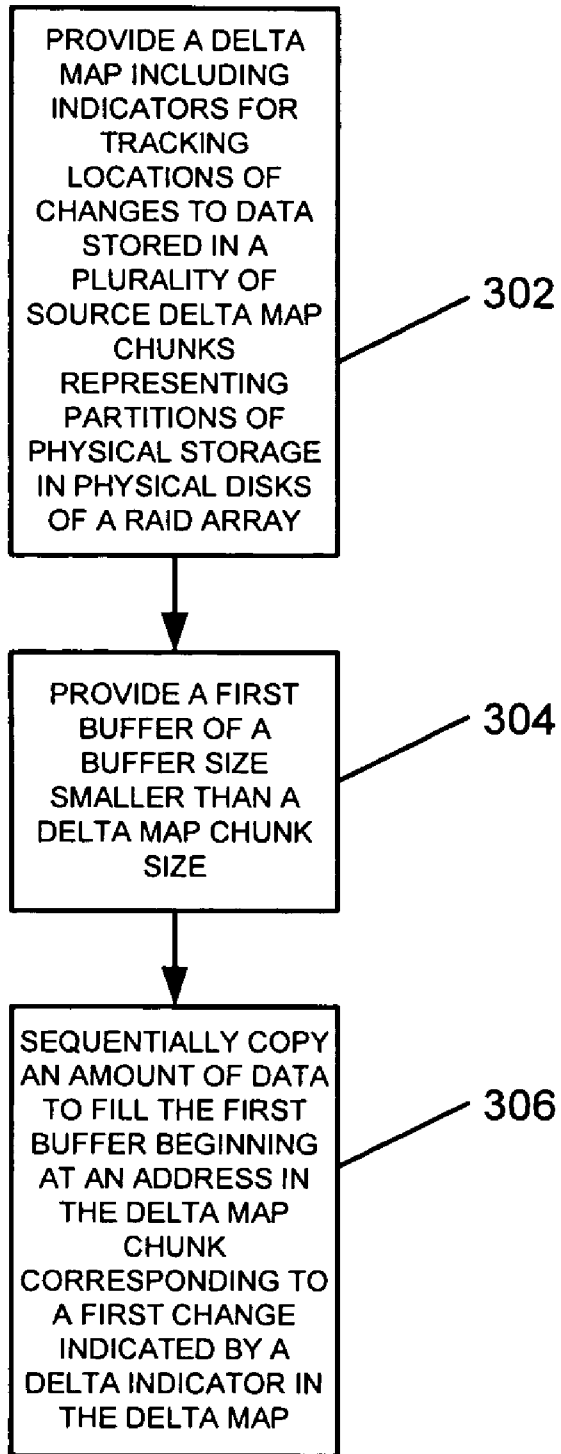 PROVIDE A DELTA
MAP INCLUDING
INDICATORS FOR
TRACKING
LOCATIONS OF
CHANGES TO DATA
STORED IN A
PLURALITY OF
SOURCE DELTA MAP
CHUNKS
REPRESENTING
PARTITIONS OF
PHYSICAL STORAGE
IN PHYSICAL DISKS
OF A RAID ARRAY
302
PROVIDE A FIRST
BUFFER OF A
BUFFER SIZE
SMALLER THAN A
DELTA MAP CHUNK
SIZE
304
SEQUENTIALLY COPY
AN AMOUNT OF DATA
TO FILL THE FIRST
BUFFER BEGINNING
AT AN ADDRESS IN
THE DELTA MAP
CHUNK
CORRESPONDING TO
A FIRST CHANGE
INDICATED BY A
DELTA INDICATOR IN
THE DELTA MAP
306